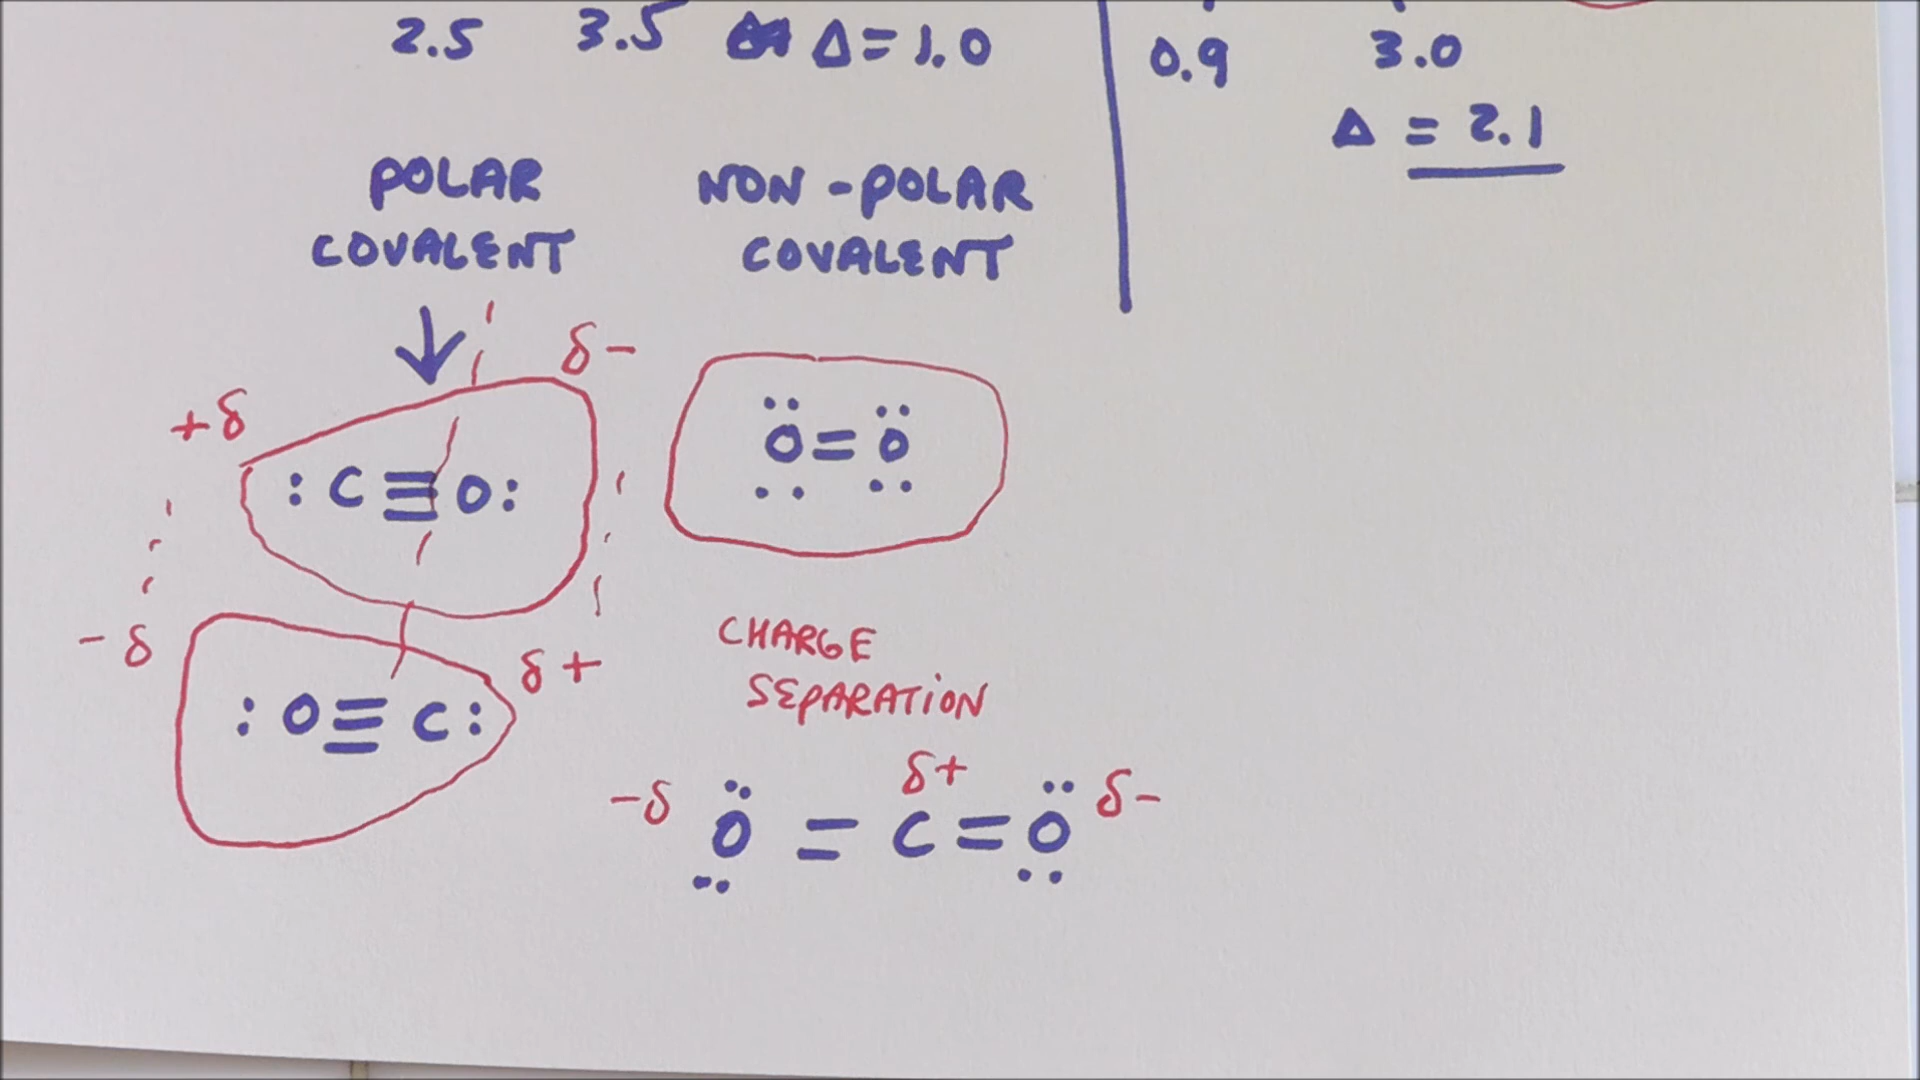 2.5 3.5 Δ = 1.0
0.9 3.0
Δ = 2.1
POLAR
COVALENT
NON-POLAR
COVALENT
+δ δ-
:C≡O:
Ö=Ö
-δ δ+
:O≡C:
CHARGE
SEPARATION
-δ δ+ δ-
Ö = C = Ö